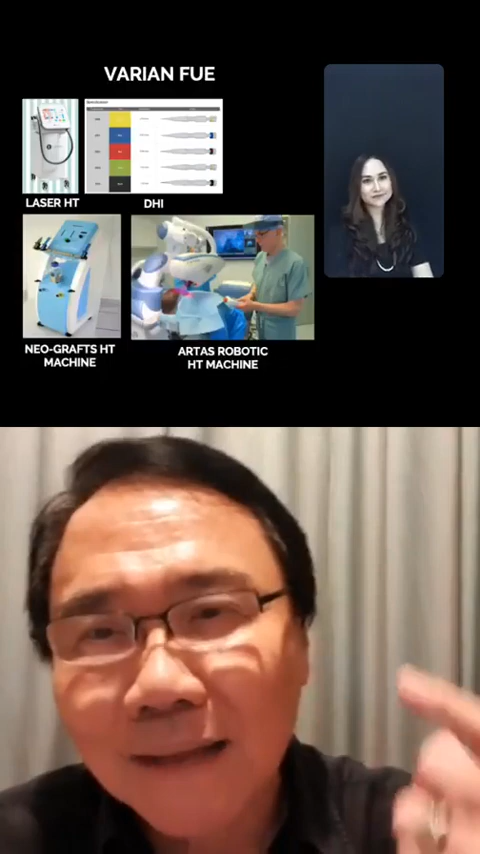 VARIAN FUE
LASER HT
DHI
NEO-GRAFTS HT
MACHINE
ARTAS ROBOTIC
HT MACHINE